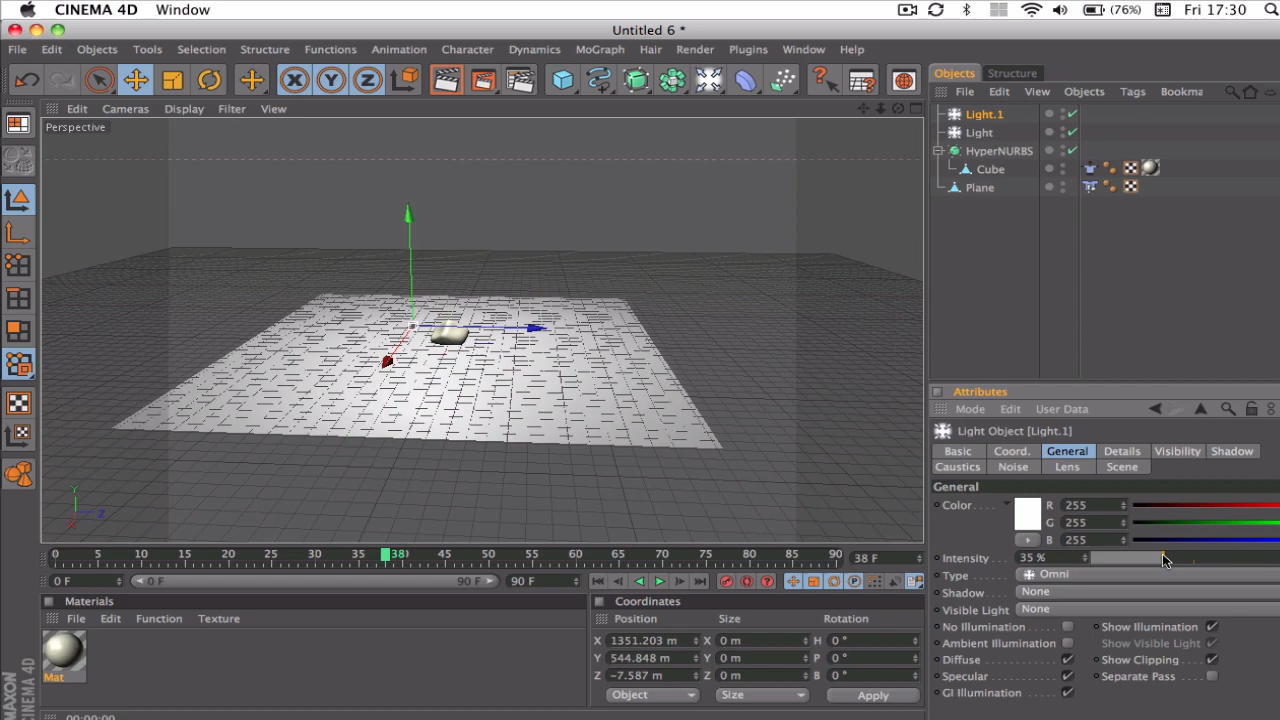 CINEMA 4D Window (76%) Fri 17:30
Untitled 6 *
File Edit Objects Tools Selection Structure Functions Animation Character Dynamics MoGraph Hair Render Plugins Window Help
X Y Z
Objects Structure
File Edit View Objects Tags Bookma
Edit Cameras Display Filter View
Perspective
Light.1
Light
HyperNURBS
Cube
Plane
Y
Z
X
Attributes
Mode Edit User Data
Light Object [Light.1]
Basic Coord. General Details Visibility Shadow
Caustics Noise Lens Scene
General
Color R 255
G 255
B 255
Intensity 35 %
Type Omni
Shadow None
Visible Light None
No Illumination Show Illumination
Ambient Illumination Show Visible Light
Diffuse Show Clipping
Specular Separate Pass
GI Illumination
0 5 10 15 20 25 30 35 38 45 50 55 60 65 70 75 80 85 90 38 F
0 F 0 F 90 F 90 F
Materials
File Edit Function Texture
Mat
Coordinates
Position Size Rotation
X 1351.203 m X 0 m H 0 °
Y 544.848 m Y 0 m P 0 °
Z -7.587 m Z 0 m B 0 °
Object Size Apply
MAXON
CINEMA 4D
00:00:00